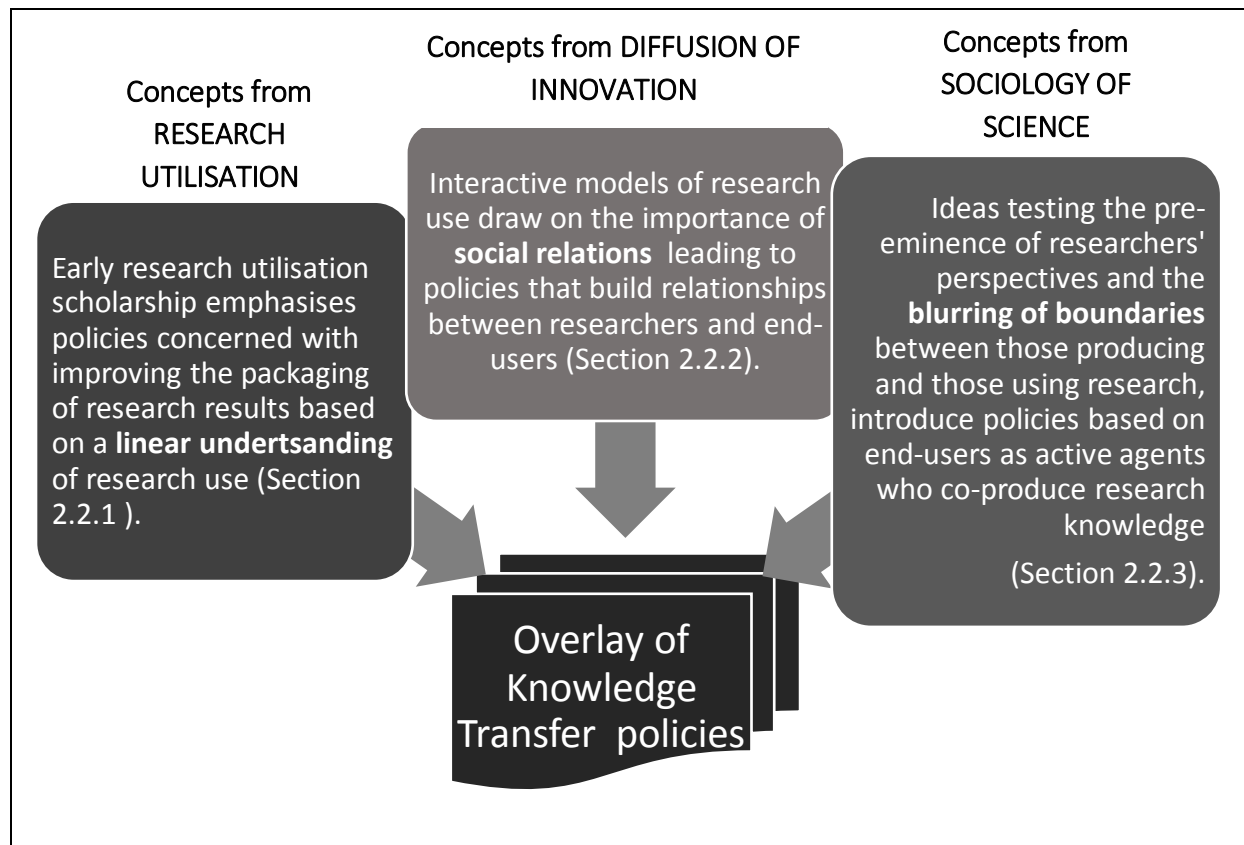 Concepts from
RESEARCH
UTILISATION
Early research utilisation
scholarship emphasises
policies concerned with
improving the packaging
of research results based
on a linear undertsanding
of research use (Section
2.2.1 ).
Concepts from DIFFUSION OF
INNOVATION
Interactive models of research
use draw on the importance of
social relations leading to
policies that build relationships
between researchers and end-
users (Section 2.2.2).
Concepts from
SOCIOLOGY OF
SCIENCE
Ideas testing the pre-
eminence of researchers'
perspectives and the
blurring of boundaries
between those producing
and those using research,
introduce policies based on
end-users as active agents
who co-produce research
knowledge
(Section 2.2.3).
Overlay of
Knowledge
Transfer policies